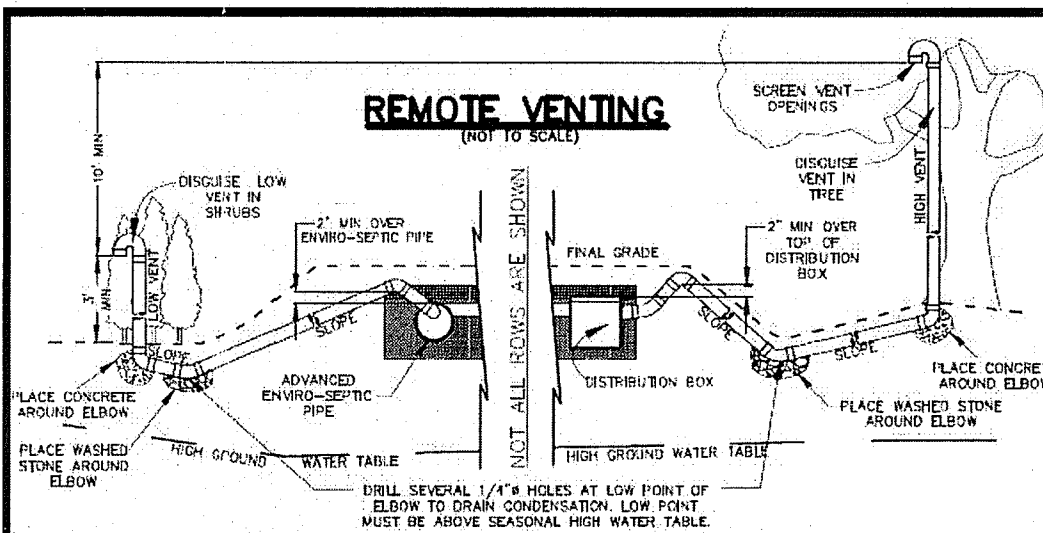 REMOTE VENTING
(NOT TO SCALE)
10' MIN
DISGUISE LOW
VENT IN
SHRUBS
3'
MIN
LOW VENT
2" MIN OVER
ENVIRO-SEPTIC PIPE
SLOPE
SLOPE
PLACE CONCRETE
AROUND ELBOW
PLACE WASHED
STONE AROUND
ELBOW
ADVANCED
ENVIRO-SEPTIC
PIPE
HIGH GROUND WATER TABLE
NOT ALL ROWS ARE SHOWN
SCREEN VENT
OPENINGS
DISGUISE
VENT IN
TREE
HIGH VENT
FINAL GRADE
2" MIN OVER
TOP OF
DISTRIBUTION
BOX
SLOPE
SLOPE
DISTRIBUTION BOX
PLACE CONCRET
AROUND ELBOW
PLACE WASHED STONE
AROUND ELBOW
HIGH GROUND WATER TABLE
DRILL SEVERAL 1/4"ø HOLES AT LOW POINT OF
ELBOW TO DRAIN CONDENSATION. LOW POINT
MUST BE ABOVE SEASONAL HIGH WATER TABLE.